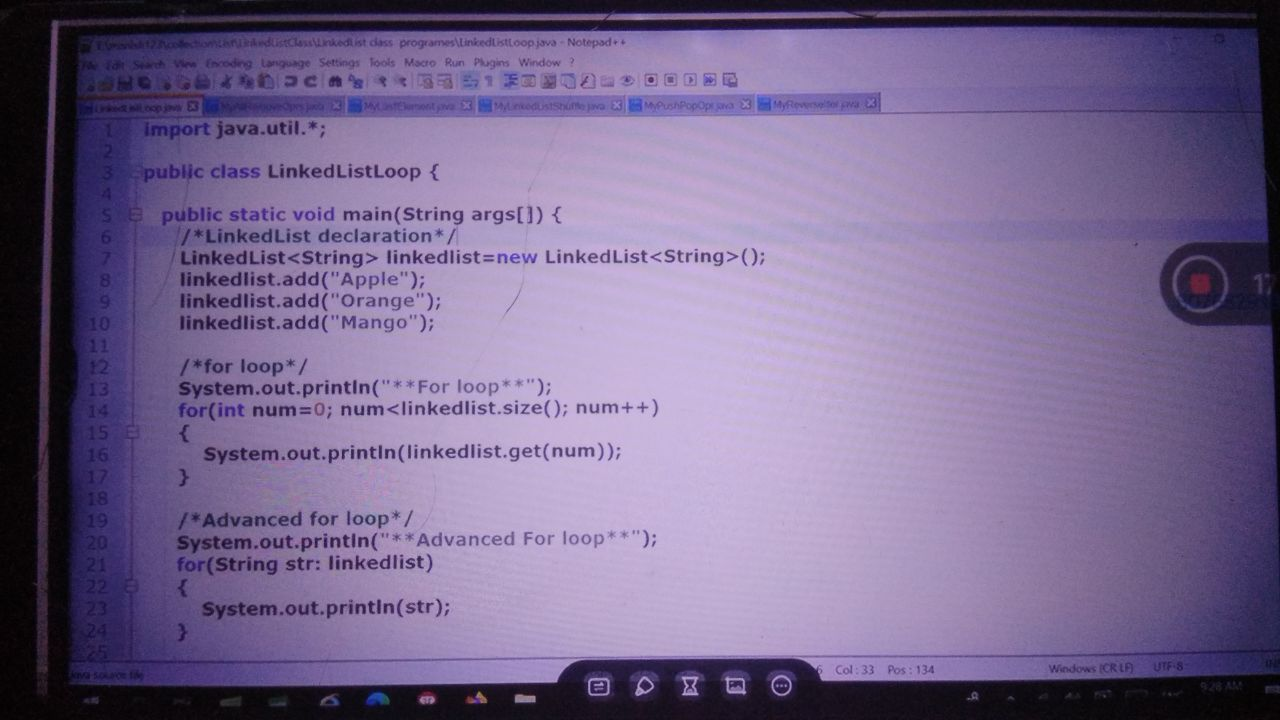 E:\manish123\collection\List\LinkedListClass\LinkedList class programes\LinkedListLoop.java - Notepad++
File Edit Search View Encoding Language Settings Tools Macro Run Plugins Window ?
LinkedListLoop.java MyLastElement.java MyLinkedListShuffle.java MyPushPopOpr.java MyReverseIter.java
1 import java.util.*;
2
3 public class LinkedListLoop {
4
5 public static void main(String args[]) {
6 /*LinkedList declaration*/
7 LinkedList<String> linkedlist=new LinkedList<String>();
8 linkedlist.add("Apple");
9 linkedlist.add("Orange");
10 linkedlist.add("Mango");
11
12 /*for loop*/
13 System.out.println("**For loop**");
14 for(int num=0; num<linkedlist.size(); num++)
15 {
16 System.out.println(linkedlist.get(num));
17 }
18
19 /*Advanced for loop*/
20 System.out.println("**Advanced For loop**");
21 for(String str: linkedlist)
22 {
23 System.out.println(str);
24 }
25
Java source file 6 Col : 33 Pos : 134 Windows (CR LF) UTF-8
9:28 AM
17